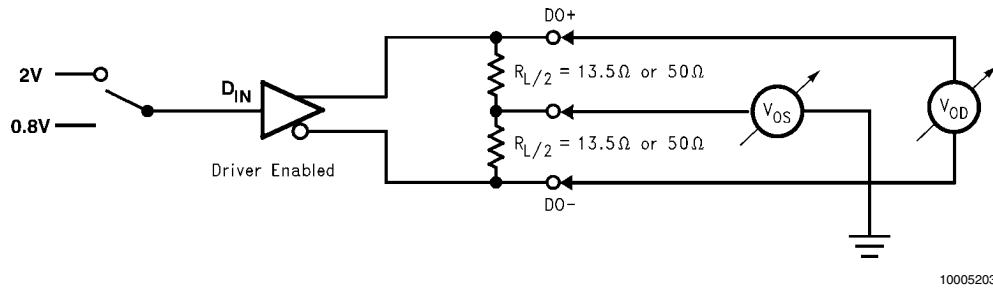 DO+
2V
R_L/2 = 13.5Ω or 50Ω
D_IN
V_OS
V_OD
0.8V
R_L/2 = 13.5Ω or 50Ω
Driver Enabled
DO-
10005203